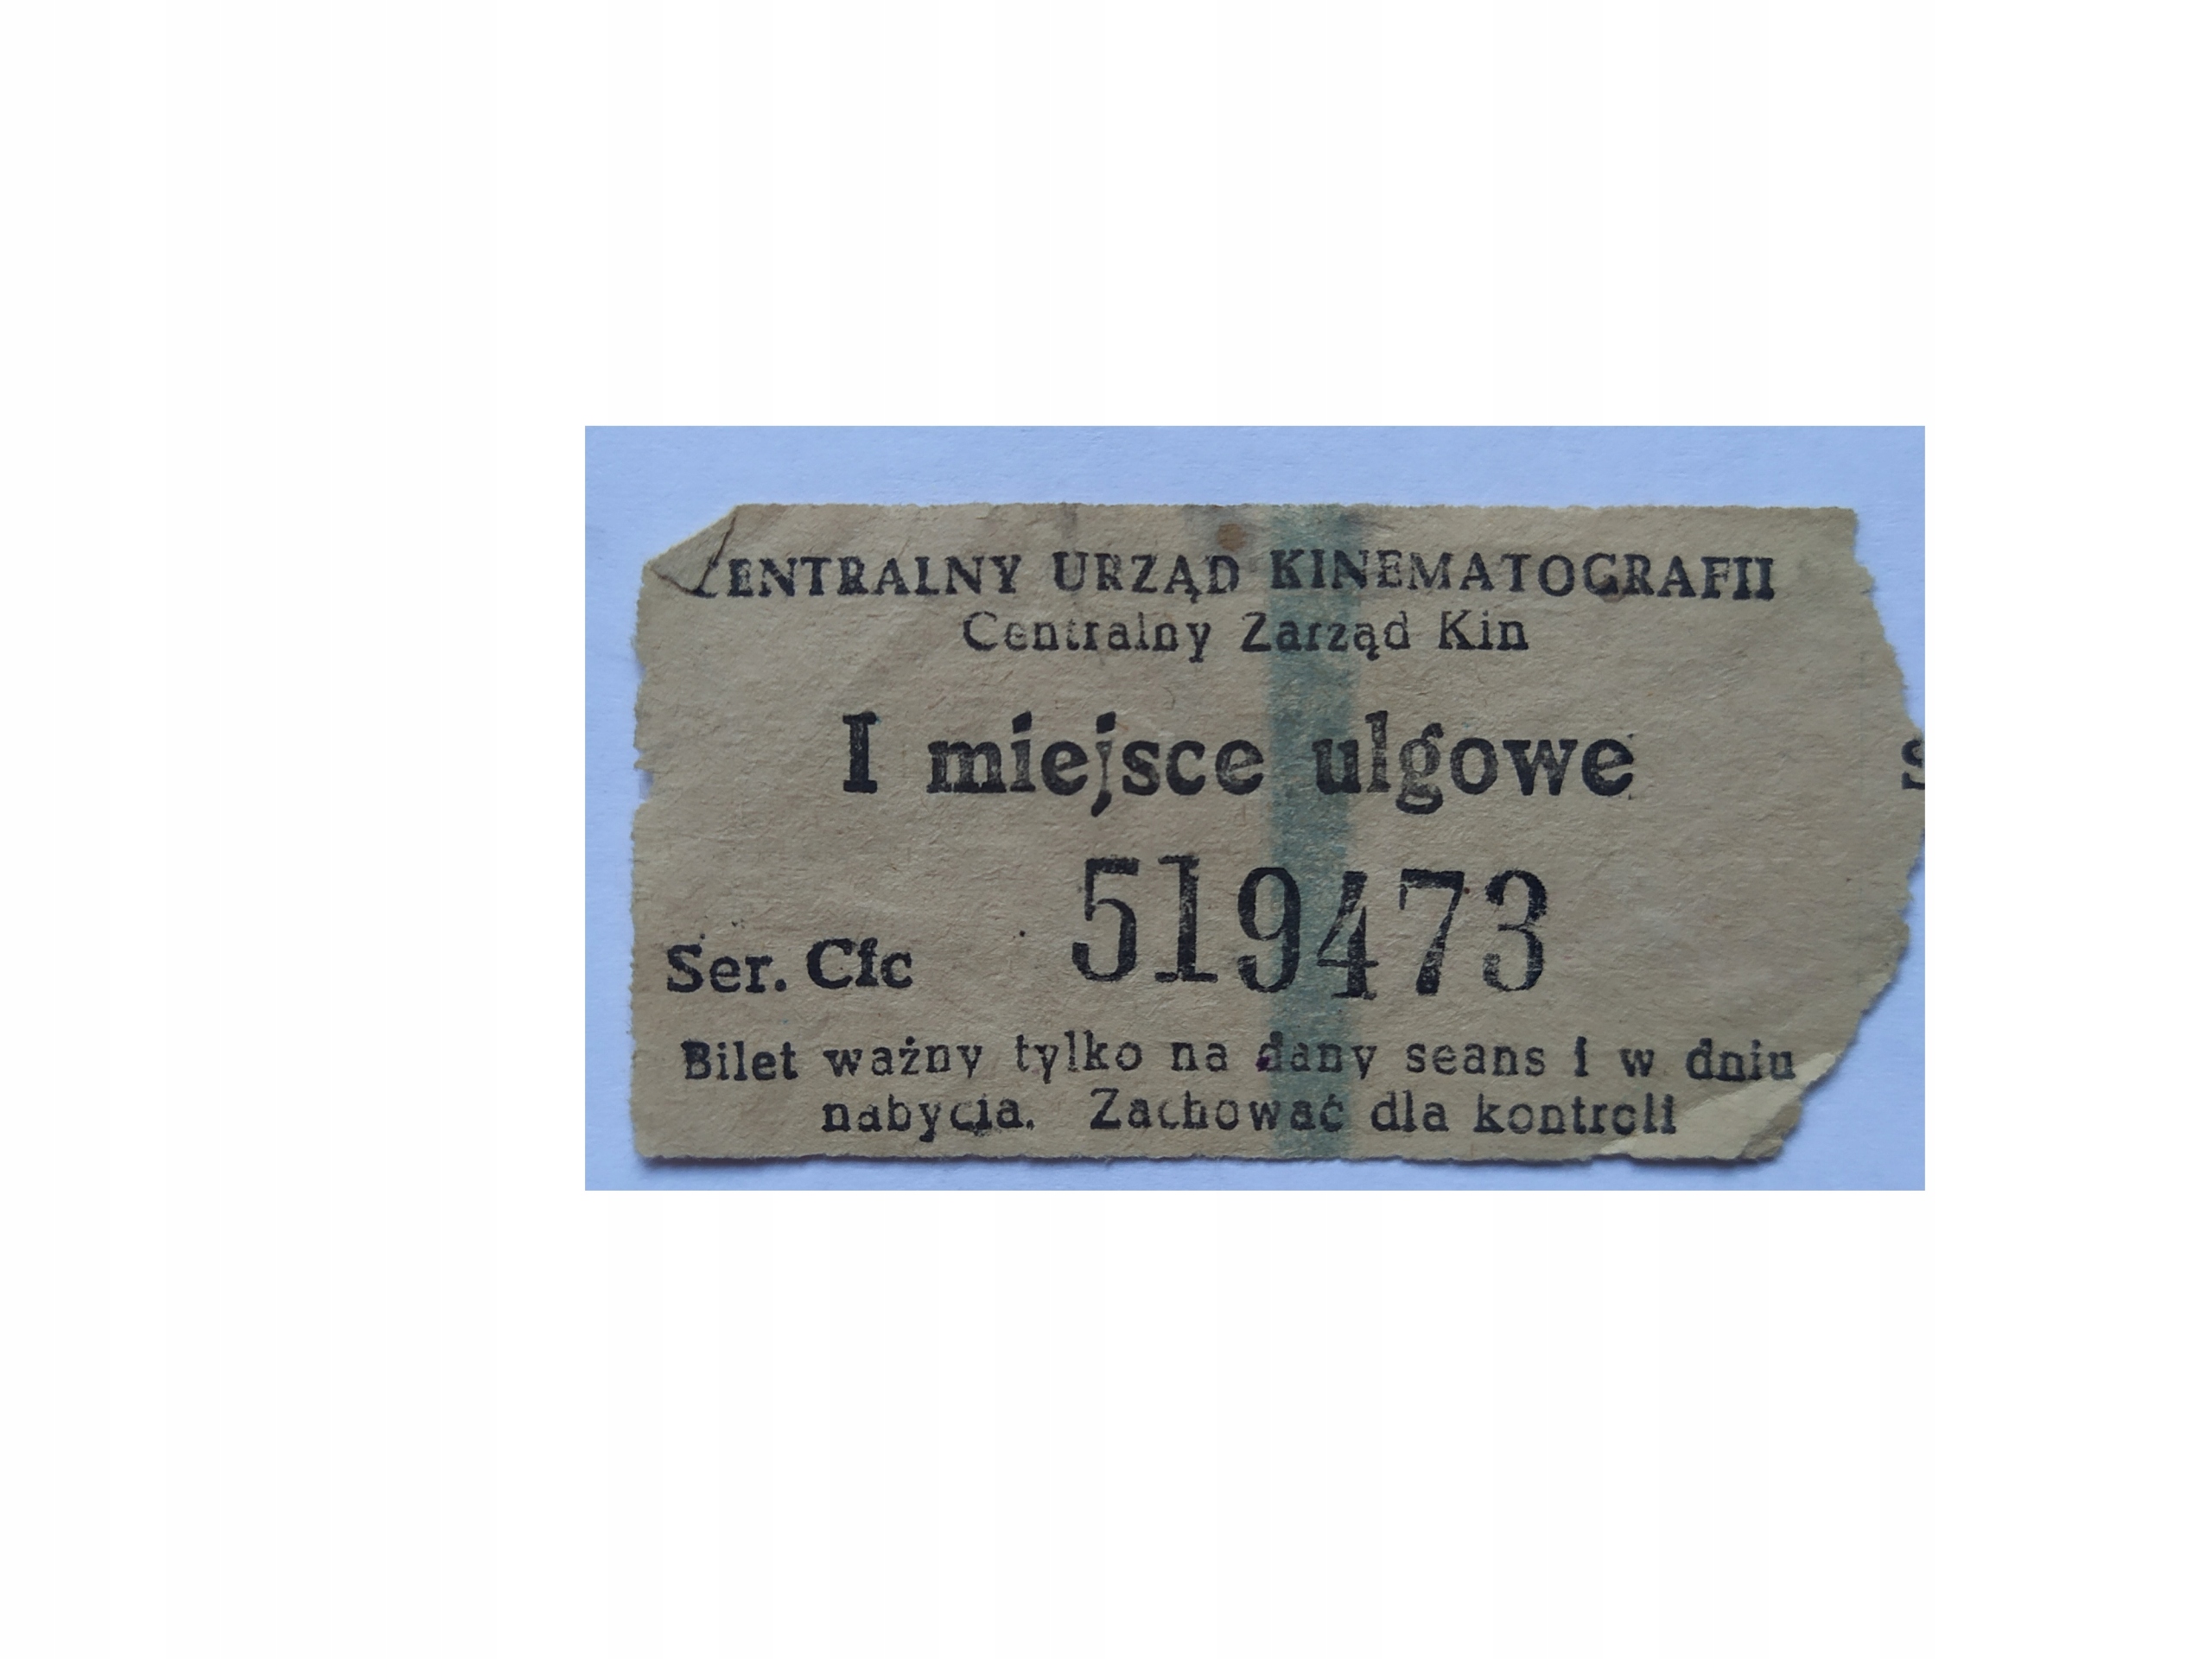 CENTRALNY URZĄD KINEMATOGRAFII
Centralny Zarząd Kin
I miejsce ulgowe
519473
Ser. Cfc
Bilet ważny tylko na dany seans i w dniu
nabycia. Zachować dla kontroli